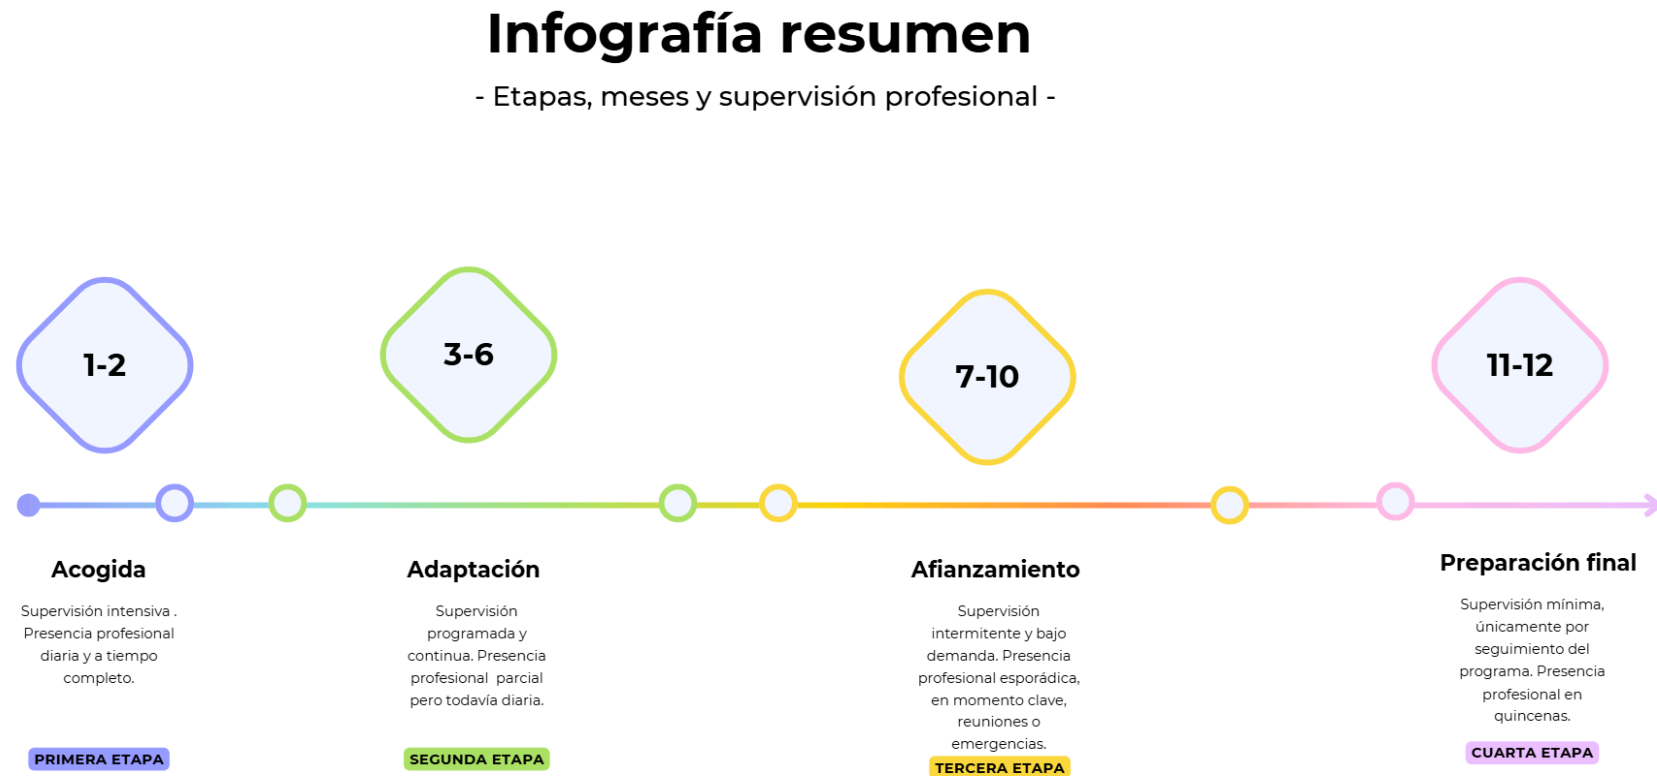 Infografía resumen
- Etapas, meses y supervisión profesional -
1-2
3-6
7-10
11-12
Acogida
Supervisión intensiva .
Presencia profesional
diaria y a tiempo
completo.
PRIMERA ETAPA
Adaptación
Supervisión
programada y
continua. Presencia
profesional  parcial
pero todavía diaria.
SEGUNDA ETAPA
Afianzamiento
Supervisión
intermitente y bajo
demanda. Presencia
profesional esporádica,
en momento clave,
reuniones o
emergencias.
TERCERA ETAPA
Preparación final
Supervisión mínima,
únicamente por
seguimiento del
programa. Presencia
profesional en
quincenas.
CUARTA ETAPA